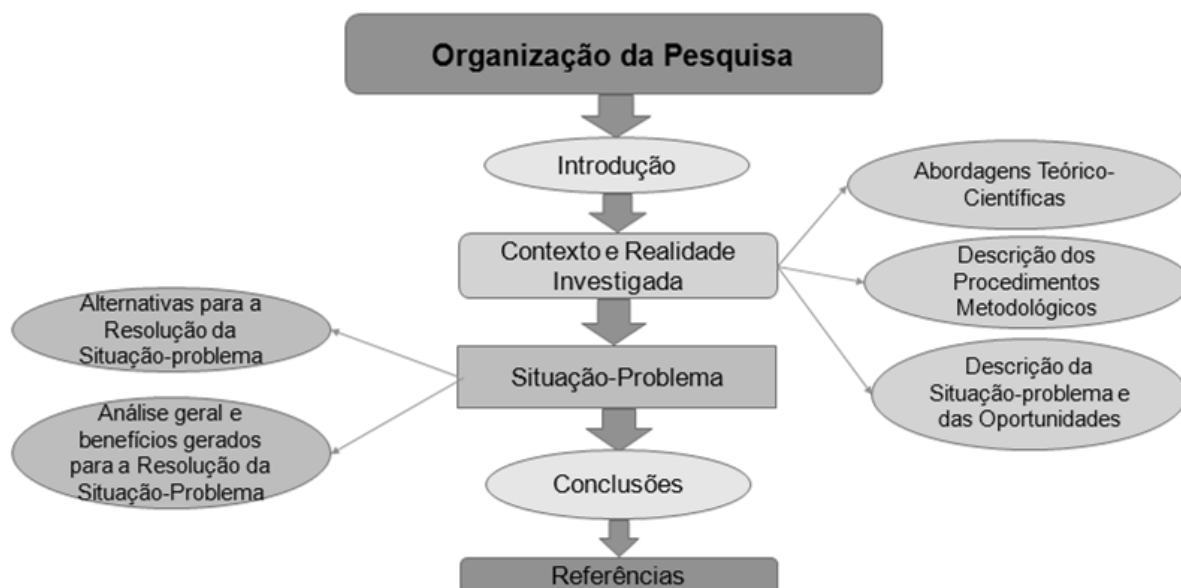 Organização da Pesquisa
Introdução
Abordagens Teórico-
Científicas
Contexto e Realidade
Investigada
Descrição dos
Procedimentos
Metodológicos
Alternativas para a
Resolução da
Situação-problema
Situação-Problema
Descrição da
Situação-problema e
das Oportunidades
Análise geral e
benefícios gerados
para a Resolução da
Situação-Problema
Conclusões
Referências